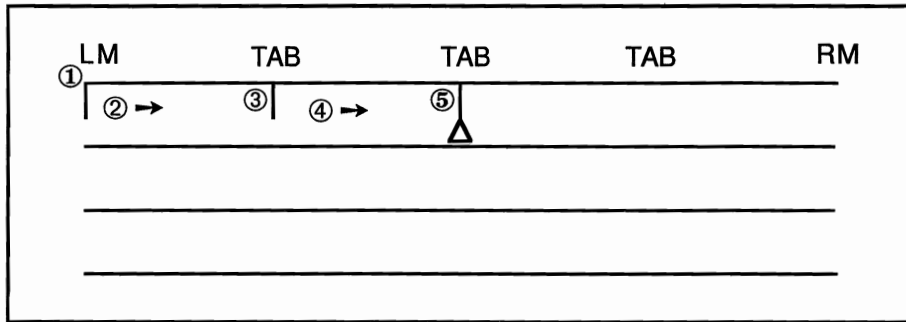 LM TAB TAB TAB RM
① ② → ③ ④ → ⑤